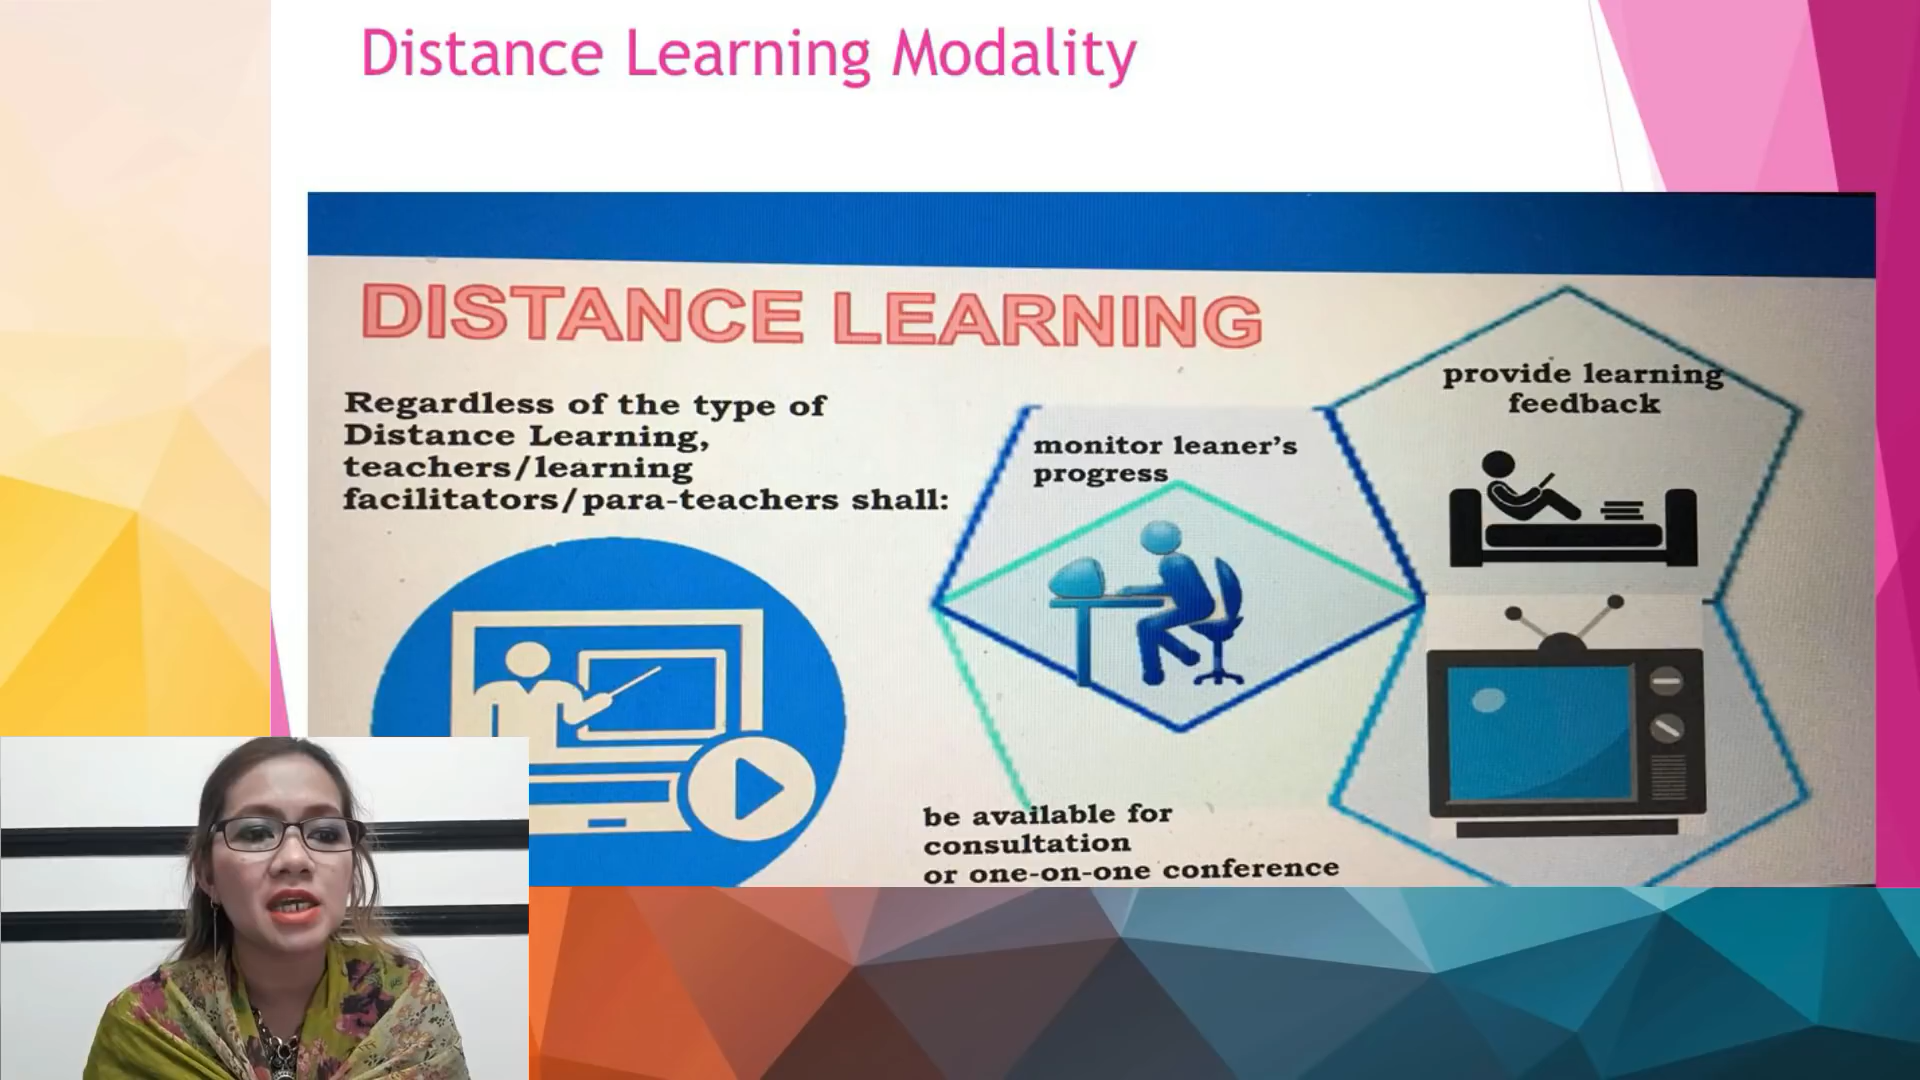 Distance Learning Modality
DISTANCE LEARNING
Regardless of the type of
Distance Learning,
teachers/learning
facilitators/para-teachers shall:
monitor leaner's
progress
provide learning
feedback
be available for
consultation
or one-on-one conference